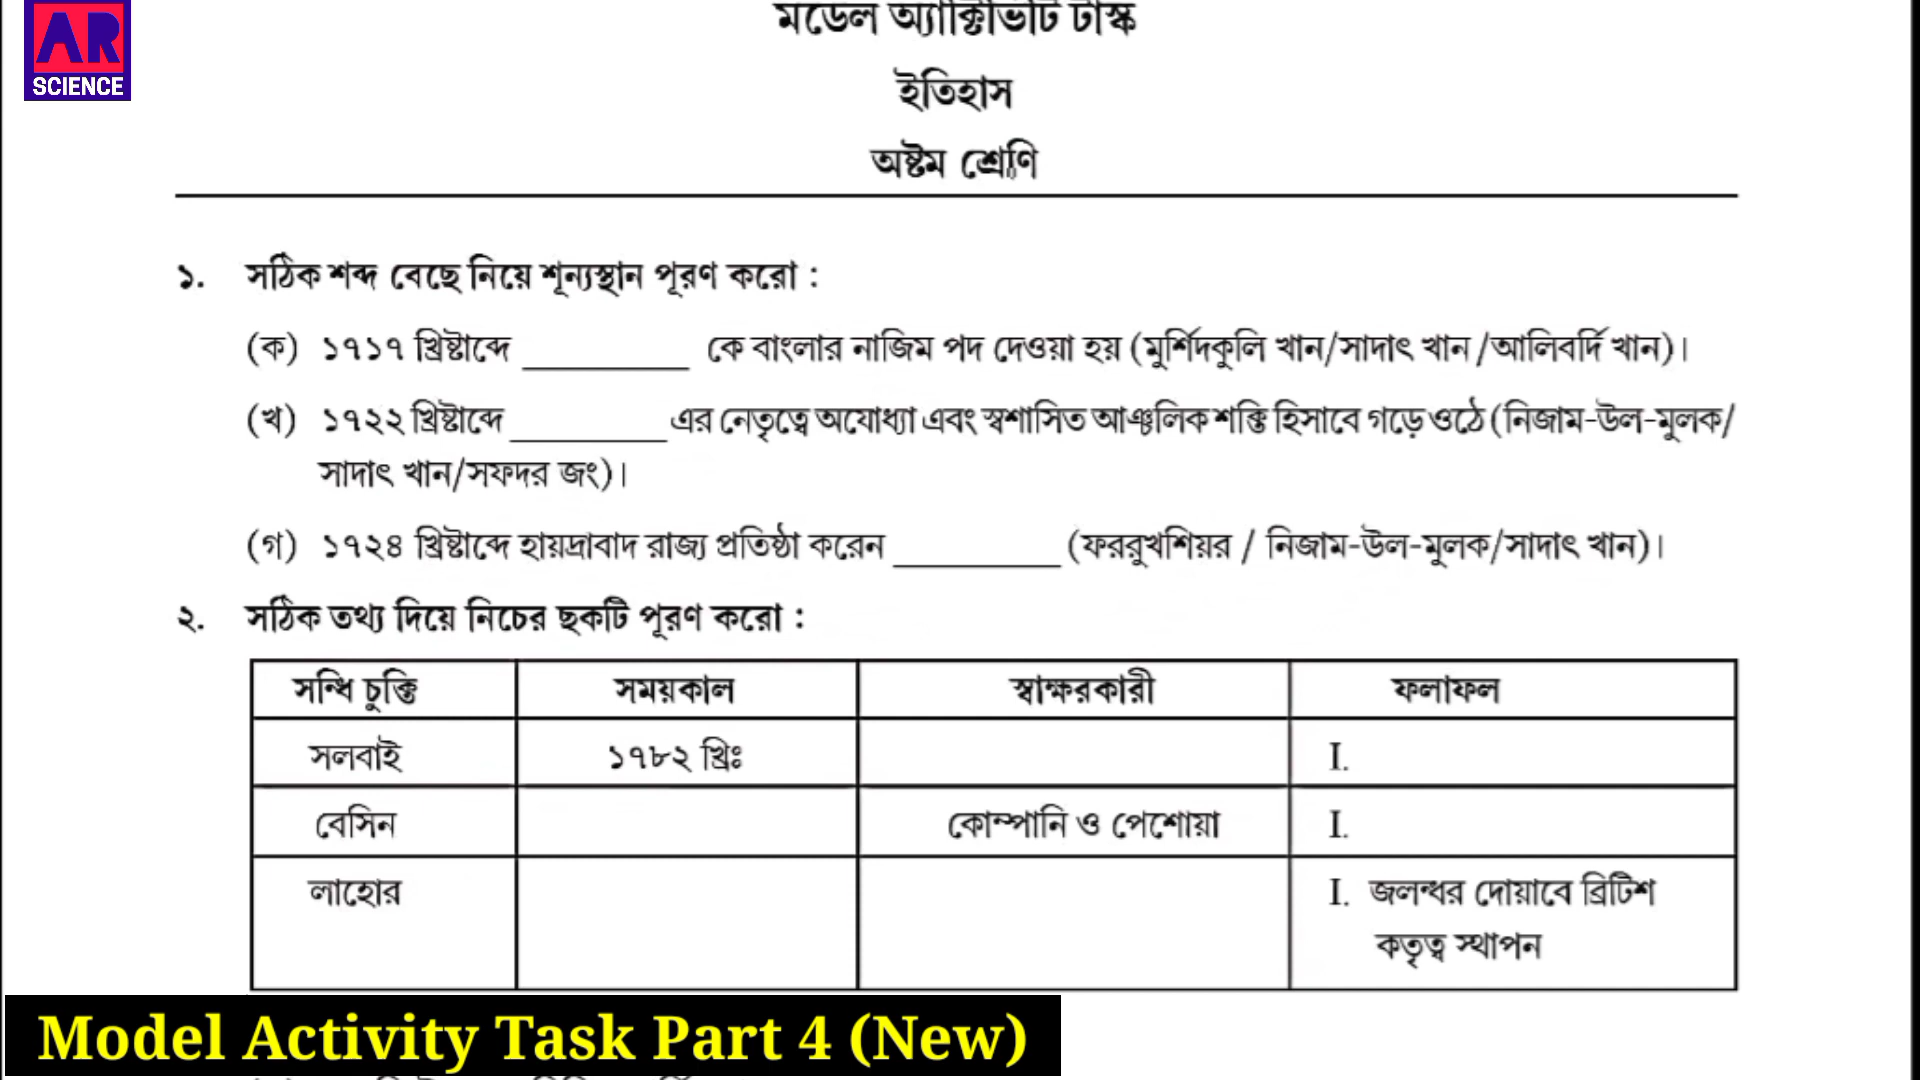 AR
SCIENCE
মডেল অ্যাক্টিভিটি টাস্ক
ইতিহাস
অষ্টম শ্রেণি
১. সঠিক শব্দ বেছে নিয়ে শূন্যস্থান পূরণ করো :
(ক) ১৭১৭ খ্রিষ্টাব্দে __________ কে বাংলার নাজিম পদ দেওয়া হয় (মুর্শিদকুলি খান/সাদাৎ খান /আলিবর্দি খান)।
(খ) ১৭২২ খ্রিষ্টাব্দে __________ এর নেতৃত্বে অযোধ্যা এবং স্বশাসিত আঞ্চলিক শক্তি হিসাবে গড়ে ওঠে (নিজাম-উল-মুলক/
সাদাৎ খান/সফদর জং)।
(গ) ১৭২৪ খ্রিষ্টাব্দে হায়দ্রাবাদ রাজ্য প্রতিষ্ঠা করেন __________ (ফররুখশিয়র / নিজাম-উল-মুলক/সাদাৎ খান)।
২. সঠিক তথ্য দিয়ে নিচের ছকটি পূরণ করো :
সন্ধি চুক্তি সময়কাল স্বাক্ষরকারী ফলাফল
সলবাই ১৭৮২ খ্রিঃ I.
বেসিন কোম্পানি ও পেশোয়া I.
লাহোর I. জলন্ধর দোয়াবে ব্রিটিশ
কতৃত্ব স্থাপন
Model Activity Task Part 4 (New)